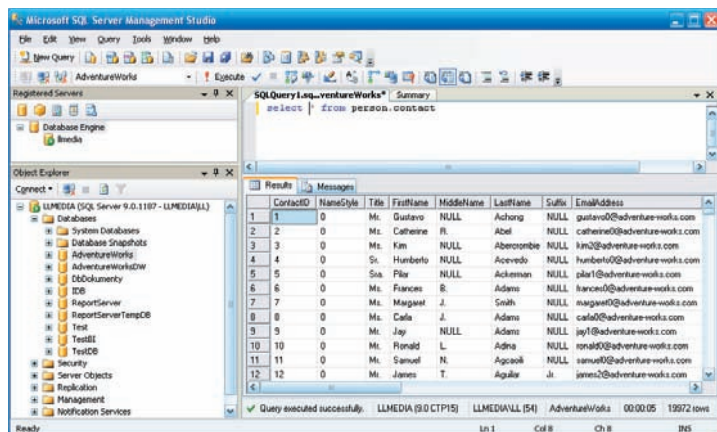 Microsoft SQL Server Management Studio
File Edit View Query Tools Window Help
New Query
AdventureWorks Execute
Registered Servers
Database Engine
llmedia
Object Explorer
Connect
LLMEDIA (SQL Server 9.0.1187 - LLMEDIA\LL)
Databases
System Databases
Database Snapshots
AdventureWorks
AdventureWorksDW
DbDokumenty
IDB
ReportServer
ReportServerTempDB
Test
TestBI
TestDB
Security
Server Objects
Replication
Management
Notification Services
SQLQuery1.sq...ventureWorks* Summary
select * from person.contact
Results Messages
ContactID NameStyle Title FirstName MiddleName LastName Suffix EmailAddress
1 1 0 Mr. Gustavo NULL Achong NULL gustavo0@adventure-works.com
2 2 0 Ms. Catherine R. Abel NULL catherine0@adventure-works.com
3 3 0 Ms. Kim NULL Abercrombie NULL kim2@adventure-works.com
4 4 0 Sr. Humberto NULL Acevedo NULL humberto0@adventure-works.com
5 5 0 Sra. Pilar NULL Ackerman NULL pilar1@adventure-works.com
6 6 0 Ms. Frances B. Adams NULL frances0@adventure-works.com
7 7 0 Ms. Margaret J. Smith NULL margaret0@adventure-works.com
8 8 0 Ms. Carla J. Adams NULL carla0@adventure-works.com
9 9 0 Mr. Jay NULL Adams NULL jay1@adventure-works.com
10 10 0 Mr. Ronald L. Adina NULL ronald0@adventure-works.com
11 11 0 Mr. Samuel N. Agcaoili NULL samuel0@adventure-works.com
12 12 0 Mr. James T. Aguilar Jr. james2@adventure-works.com
Query executed successfully. LLMEDIA (9.0 CTP15) LLMEDIA\LL (54) AdventureWorks 00:00:05 19972 rows
Ready Ln 1 Col 8 Ch 8 INS